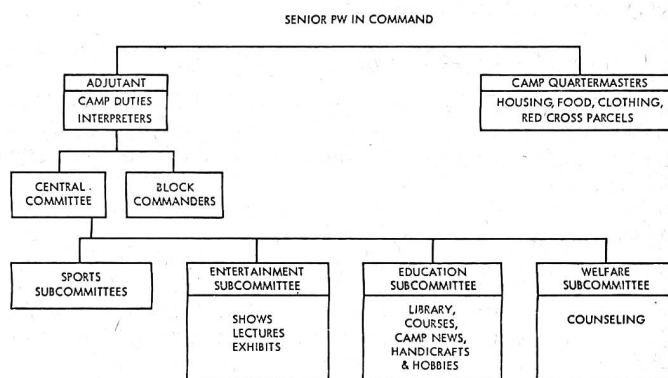 SENIOR PW IN COMMAND
ADJUTANT
CAMP DUTIES
INTERPRETERS
CAMP QUARTERMASTERS
HOUSING, FOOD, CLOTHING,
RED CROSS PARCELS
CENTRAL
COMMITTEE
BLOCK
COMMANDERS
SPORTS
SUBCOMMITTEES
ENTERTAINMENT
SUBCOMMITTEE
SHOWS
LECTURES
EXHIBITS
EDUCATION
SUBCOMMITTEE
LIBRARY,
COURSES,
CAMP NEWS,
HANDICRAFTS
& HOBBIES
WELFARE
SUBCOMMITTEE
COUNSELING